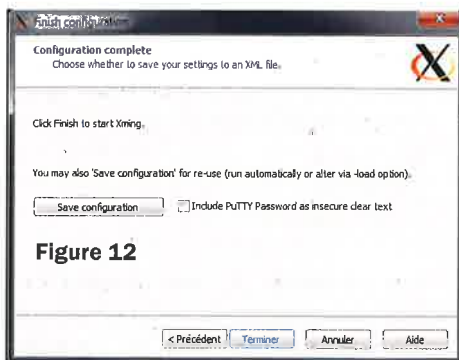 Finish configuration
Configuration complete
Choose whether to save your settings to an XML file.
Click Finish to start Xming.
You may also 'Save configuration' for re-use (run automatically or alter via -load option).
Save configuration
Include PuTTY Password as insecure clear text
Figure 12
< Précédent
Terminer
Annuler
Aide